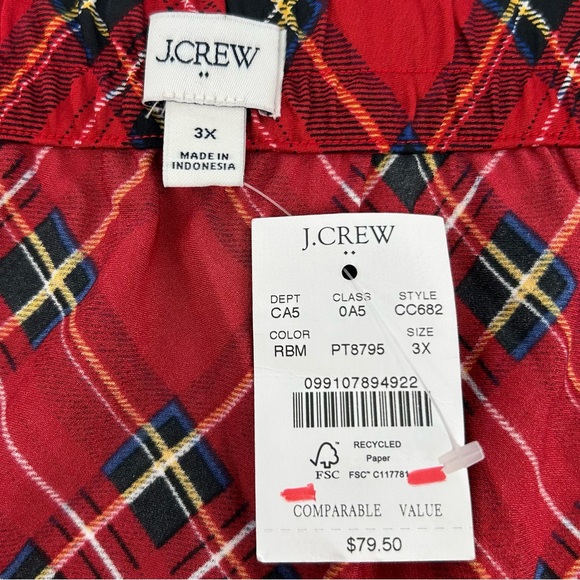 J.CREW
3X
MADE IN
INDONESIA
J.CREW
DEPT CLASS STYLE
CA5 0A5 CC682
COLOR SIZE
RBM PT8795 3X
099107894922
RECYCLED
Paper
FSC
FSC™ C117781
COMPARABLE VALUE
$79.50